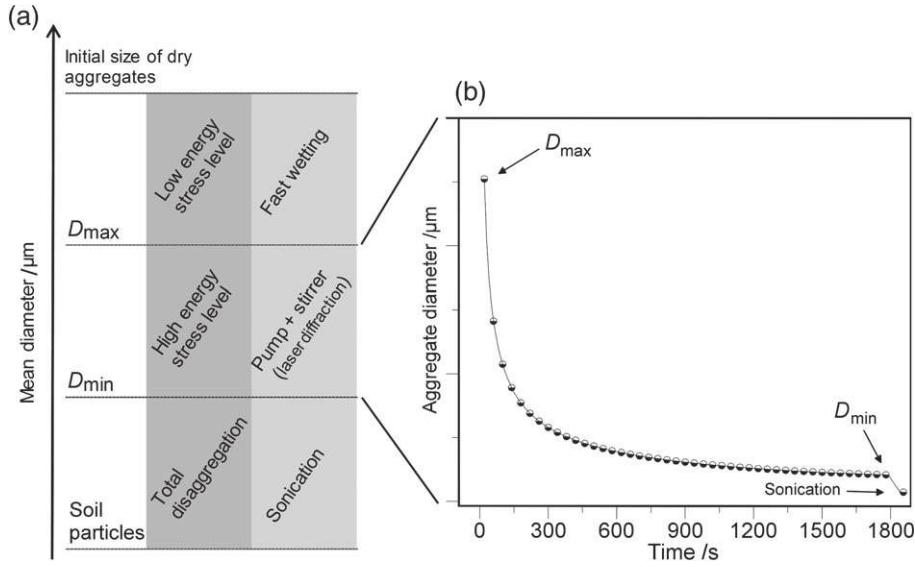 (a)
Mean diameter /µm
Initial size of dry
aggregates
Low energy
stress level
Fast wetting
Dmax
High energy
stress level
Pump + stirrer
(laser diffraction)
Dmin
Total
disaggregation
Sonication
Soil
particles
(b)
Aggregate diameter /µm
Dmax
Dmin
Sonication
0 300 600 900 1200 1500 1800
Time /s